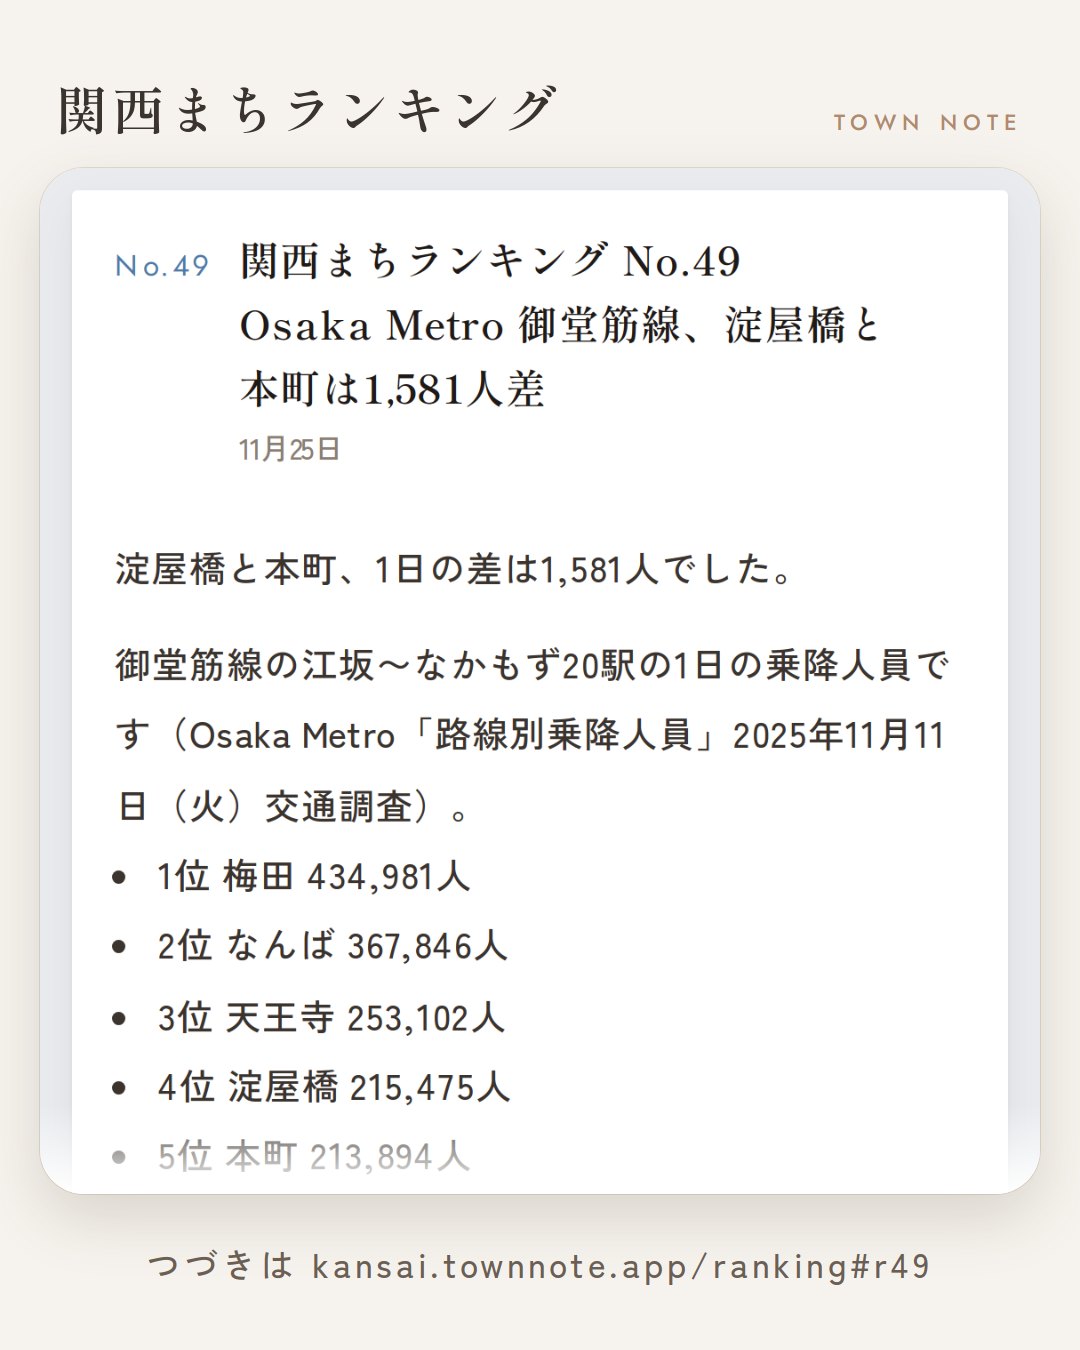 関西まちランキング
TOWN NOTE
No.49 関西まちランキング No.49
Osaka Metro 御堂筋線、淀屋橋と
本町は1,581人差
11月25日
淀屋橋と本町、1日の差は1,581人でした。
御堂筋線の江坂〜なかもず20駅の1日の乗降人員で
す（Osaka Metro「路線別乗降人員」2025年11月11
日（火）交通調査）。
• 1位 梅田 434,981人
• 2位 なんば 367,846人
• 3位 天王寺 253,102人
• 4位 淀屋橋 215,475人
• 5位 本町 213,894人
つづきは kansai.townnote.app/ranking#r49